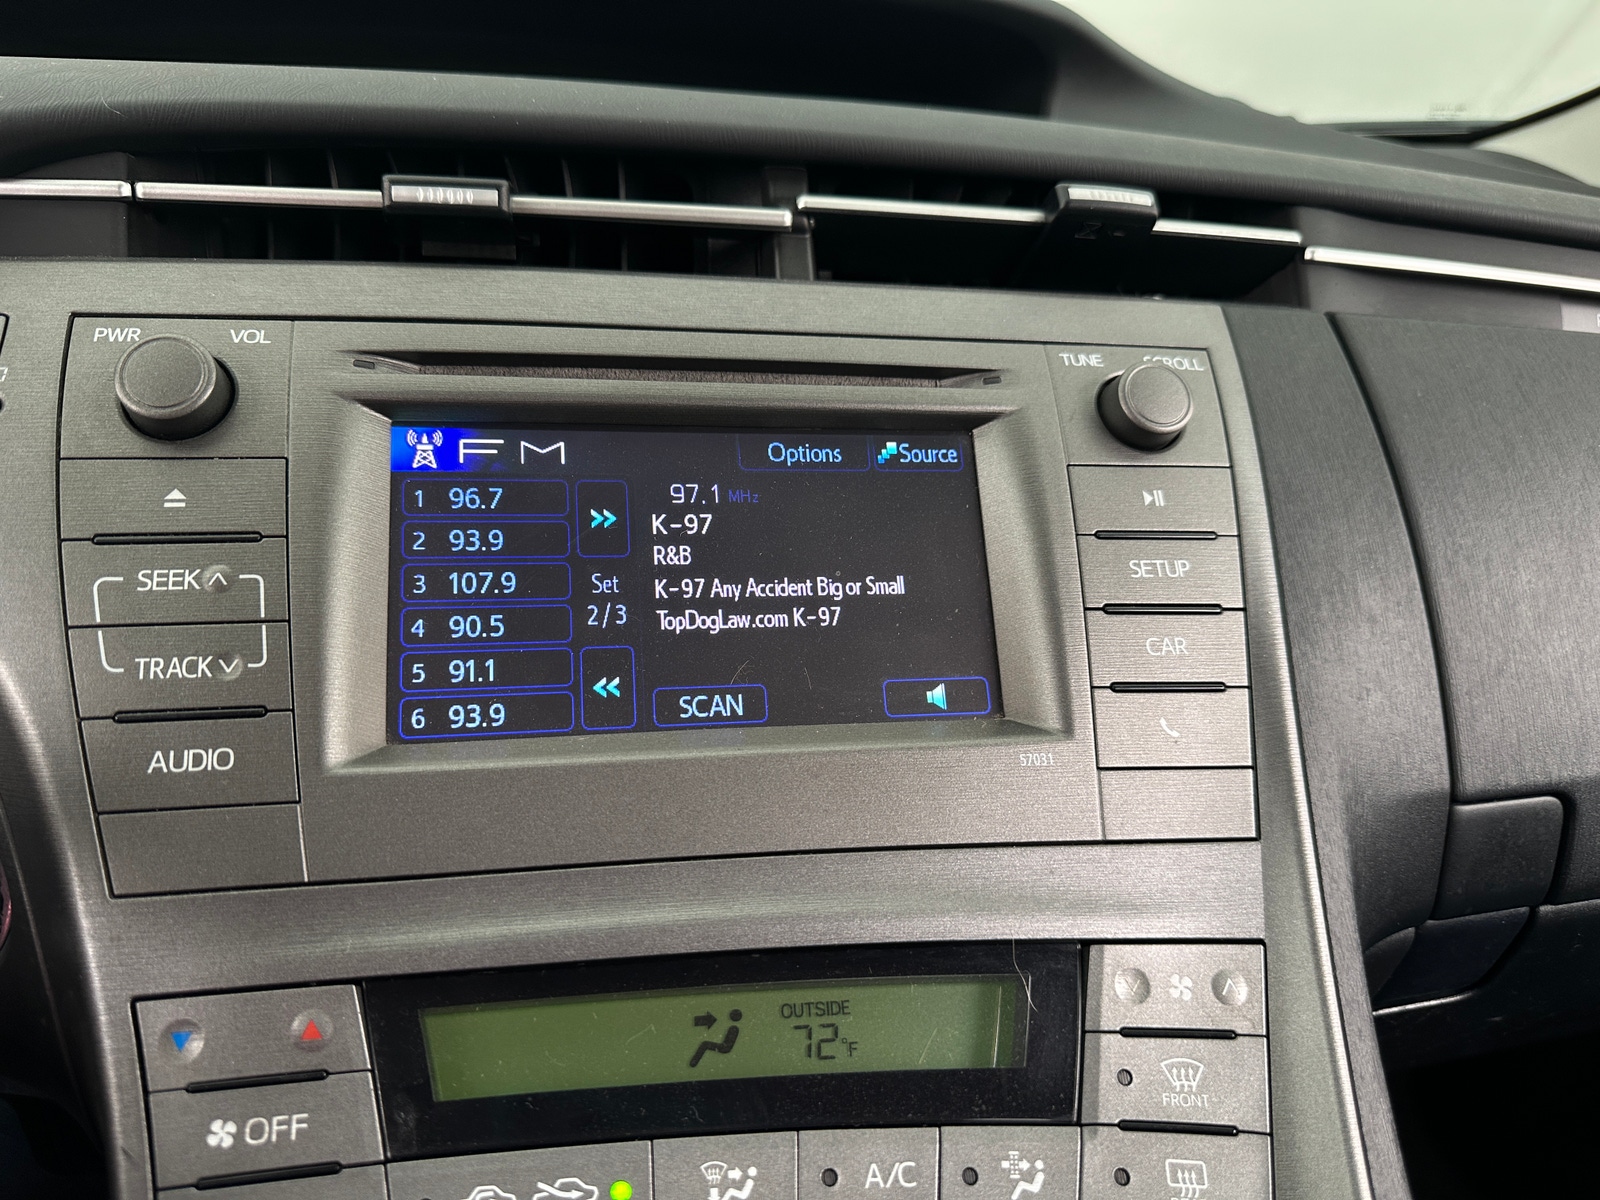 PWR VOL
TUNE SCROLL
FM Options Source
1 96.7
2 93.9
3 107.9
4 90.5
5 91.1
6 93.9
Set
2/3
97.1 MHz
K-97
R&B
K-97 Any Accident Big or Small
TopDogLaw.com K-97
SCAN
SEEK
TRACK
AUDIO
SETUP
CAR
57031
OUTSIDE
72°F
OFF
FRONT
A/C